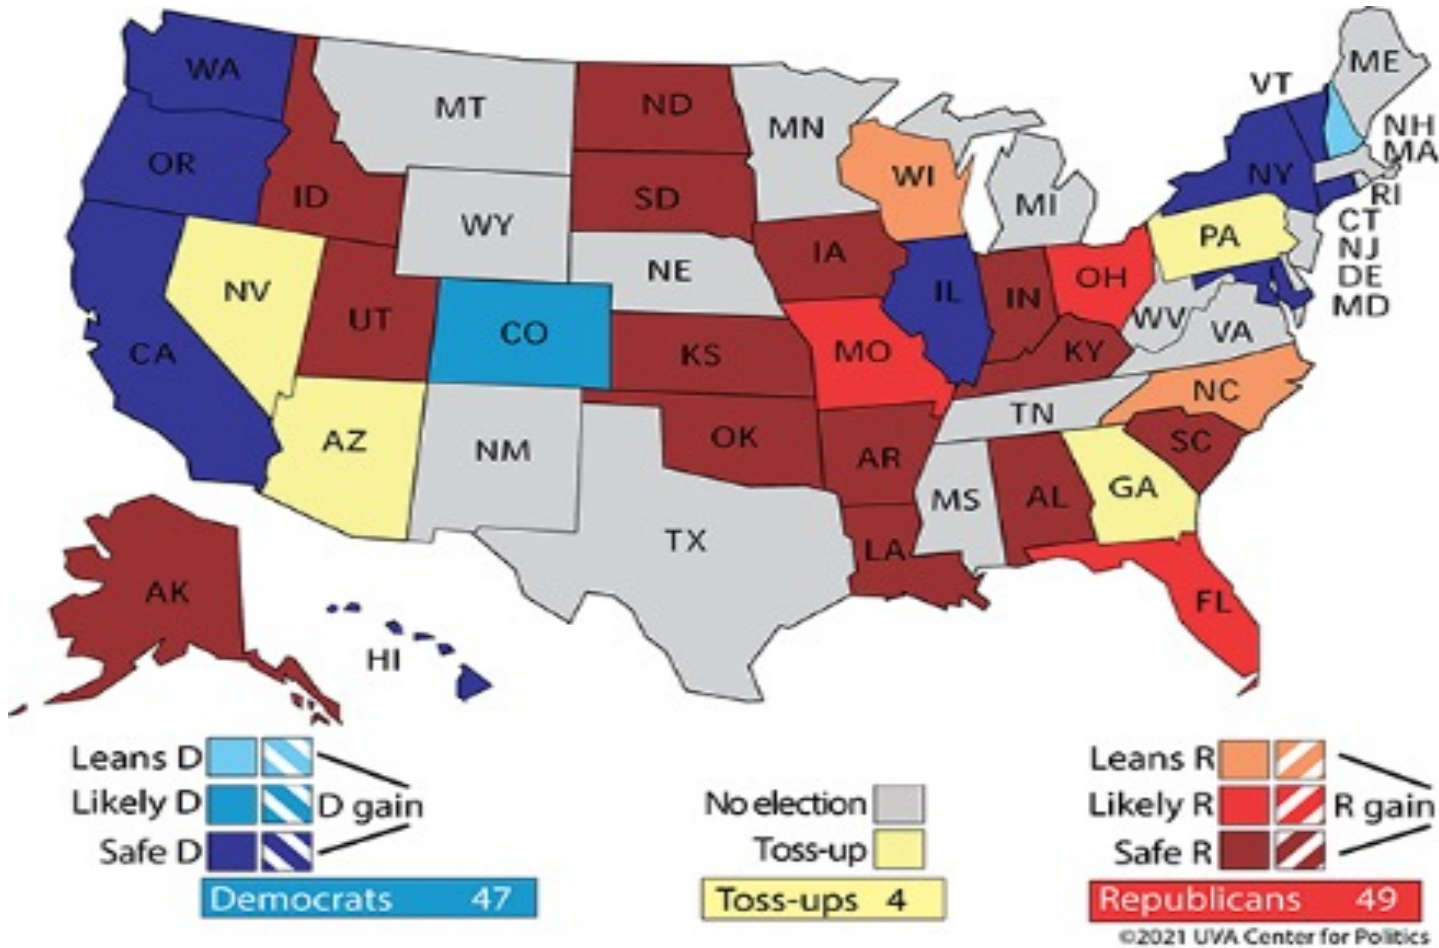 WA
MT
ND
MN
ME
VT
NH
MA
OR
ID
SD
WI
MI
NY
RI
CT
WY
PA
NJ
DE
MD
NV
UT
CO
NE
IA
IL
IN
OH
WV
VA
CA
KS
MO
KY
NC
TN
AZ
NM
OK
AR
SC
MS
AL
GA
TX
LA
AK
HI
FL
Leans D
Likely D
D gain
Safe D
Democrats 47
No election
Toss-up
Toss-ups 4
Leans R
Likely R
R gain
Safe R
Republicans 49
©2021 UVA Center for Politics